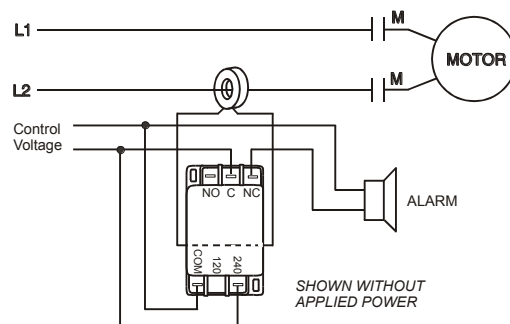 L1
M
MOTOR
L2
M
Control
Voltage
NO C NC
ALARM
COM
120
240
SHOWN WITHOUT
APPLIED POWER